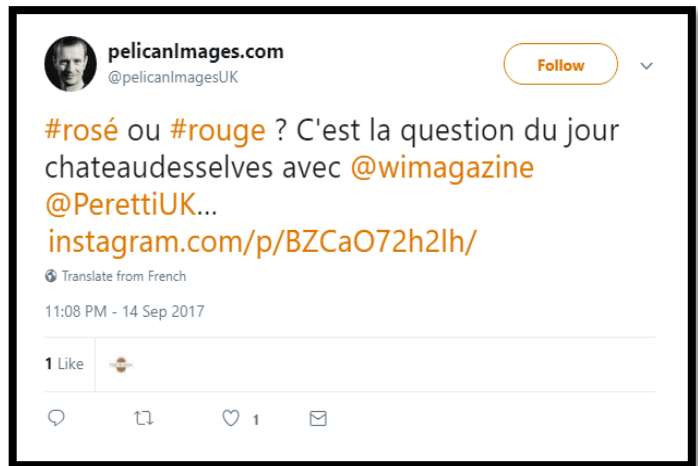 pelicanImages.com
@pelicanImagesUK
Follow
#rosé ou #rouge ? C'est la question du jour
chateaudesselves avec @wimagazine
@PerettiUK...
instagram.com/p/BZCaO72h2lh/
Translate from French
11:08 PM - 14 Sep 2017
1 Like
1